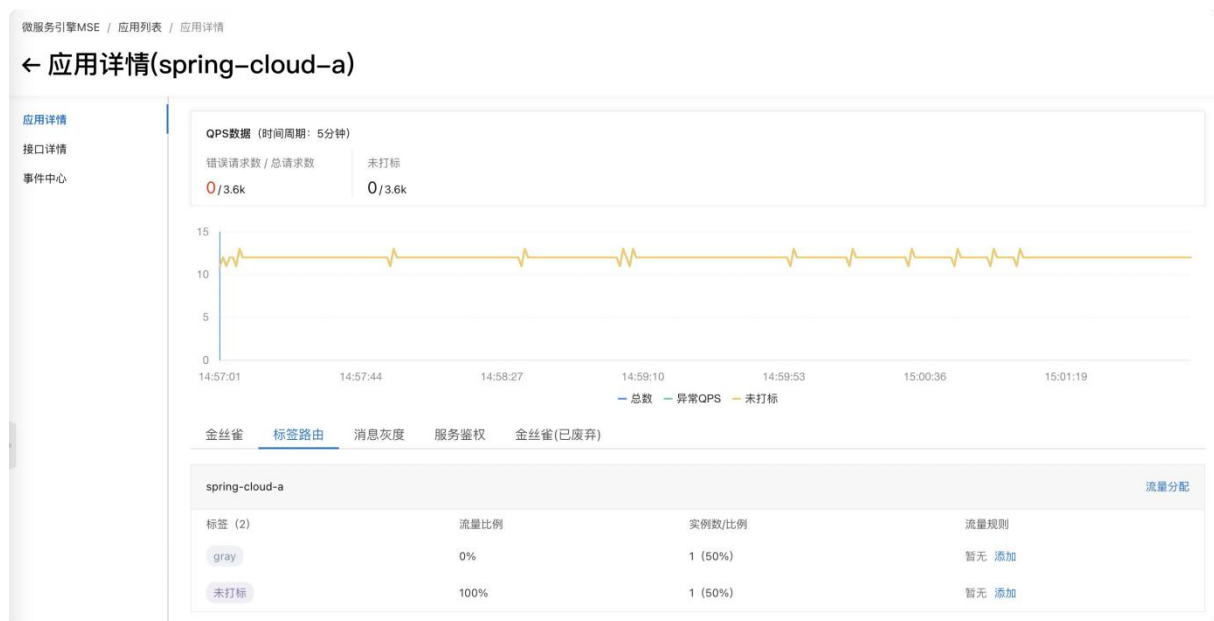 微服务引擎MSE / 应用列表 / 应用详情
← 应用详情(spring-cloud-a)
应用详情
接口详情
事件中心
QPS数据（时间周期：5分钟）
错误请求数 / 总请求数 未打标
0/3.6k 0/3.6k
15
10
5
0
14:57:01 14:57:44 14:58:27 14:59:10 14:59:53 15:00:36 15:01:19
总数 异常QPS 未打标
金丝雀 标签路由 消息灰度 服务鉴权 金丝雀(已废弃)
spring-cloud-a 流量分配
标签（2） 流量比例 实例数/比例 流量规则
gray 0% 1（50%） 暂无 添加
未打标 100% 1（50%） 暂无 添加